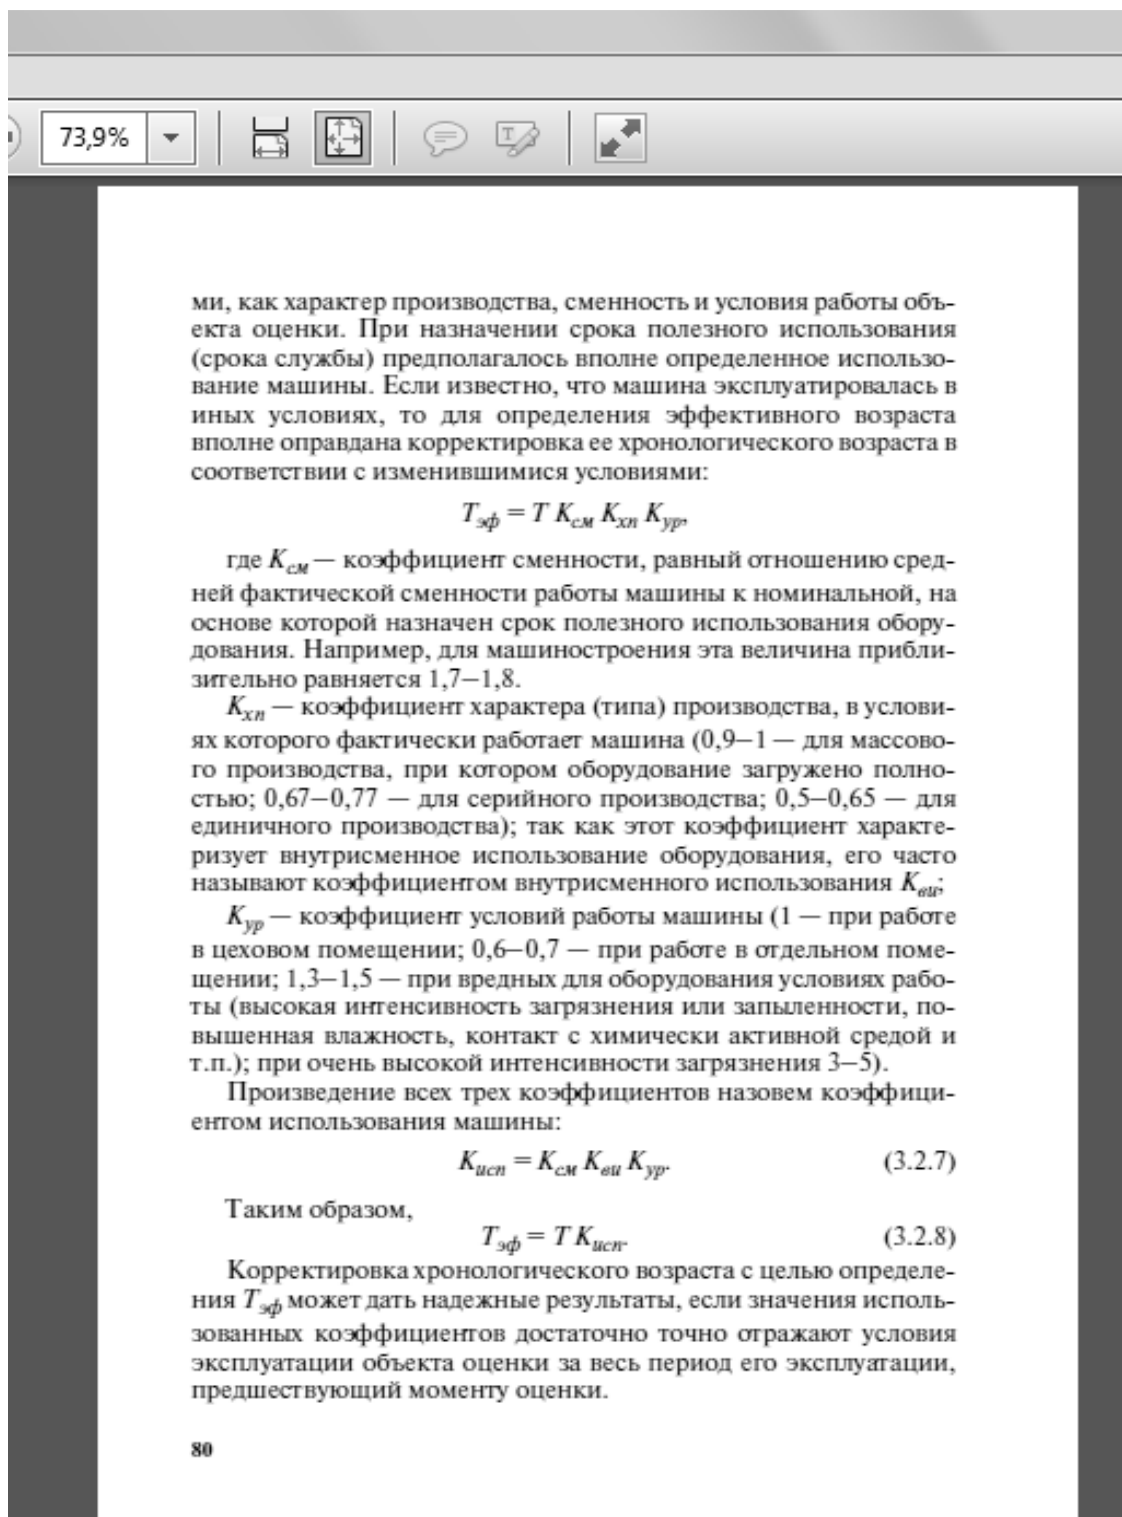 73,9%
ми, как характер производства, сменность и условия работы объ-
екта оценки. При назначении срока полезного использования
(срока службы) предполагалось вполне определенное использо-
вание машины. Если известно, что машина эксплуатировалась в
иных условиях, то для определения эффективного возраста
вполне оправдана корректировка ее хронологического возраста в
соответствии с изменившимися условиями:
Tэф = T Kсм Kхп Kур,
где Kсм — коэффициент сменности, равный отношению сред-
ней фактической сменности работы машины к номинальной, на
основе которой назначен срок полезного использования обору-
дования. Например, для машиностроения эта величина прибли-
зительно равняется 1,7—1,8.
Kхп — коэффициент характера (типа) производства, в услови-
ях которого фактически работает машина (0,9—1 — для массово-
го производства, при котором оборудование загружено полно-
стью; 0,67—0,77 — для серийного производства; 0,5—0,65 — для
единичного производства); так как этот коэффициент характе-
ризует внутрисменное использование оборудования, его часто
называют коэффициентом внутрисменного использования Kви;
Kур — коэффициент условий работы машины (1 — при работе
в цеховом помещении; 0,6—0,7 — при работе в отдельном поме-
щении; 1,3—1,5 — при вредных для оборудования условиях рабо-
ты (высокая интенсивность загрязнения или запыленности, по-
вышенная влажность, контакт с химически активной средой и
т.п.); при очень высокой интенсивности загрязнения 3—5).
Произведение всех трех коэффициентов назовем коэффици-
ентом использования машины:
Kисп = Kсм Kви Kур. (3.2.7)
Таким образом,
Tэф = T Kисп. (3.2.8)
Корректировка хронологического возраста с целью определе-
ния Tэф может дать надежные результаты, если значения исполь-
зованных коэффициентов достаточно точно отражают условия
эксплуатации объекта оценки за весь период его эксплуатации,
предшествующий моменту оценки.
80